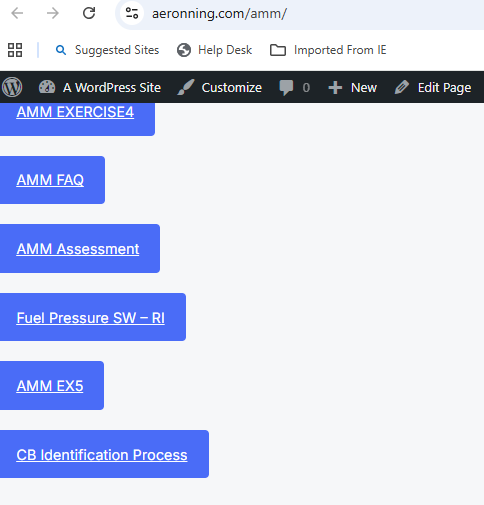 aeronning.com/amm/
Suggested Sites Help Desk Imported From IE
A WordPress Site Customize 0 New Edit Page
AMM EXERCISE4
AMM FAQ
AMM Assessment
Fuel Pressure SW – RI
AMM EX5
CB Identification Process